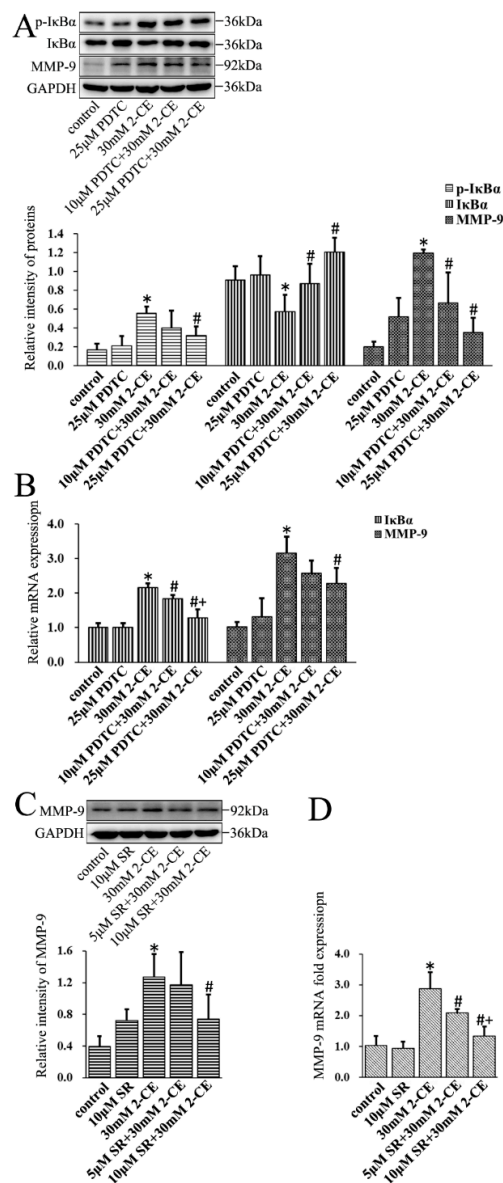 A
p-IκBα
36kDa
IκBα
36kDa
MMP-9
92kDa
GAPDH
36kDa
control
25μM PDTC
30mM 2-CE
10μM PDTC+30mM 2-CE
25μM PDTC+30mM 2-CE
p-IκBα
IκBα
MMP-9
Relative intensity of proteins
1.4
1.2
1.0
0.8
0.6
0.4
0.2
0.0
*
#
*
#
#
*
#
#
control
25μM PDTC
30mM 2-CE
10μM PDTC+30mM 2-CE
25μM PDTC+30mM 2-CE
control
25μM PDTC
30mM 2-CE
10μM PDTC+30mM 2-CE
25μM PDTC+30mM 2-CE
control
25μM PDTC
30mM 2-CE
10μM PDTC+30mM 2-CE
25μM PDTC+30mM 2-CE
B
IκBα
MMP-9
Relative mRNA expressiopn
4.0
3.0
2.0
1.0
0.0
*
#
#+
*
#
control
25μM PDTC
30mM 2-CE
10μM PDTC+30mM 2-CE
25μM PDTC+30mM 2-CE
control
25μM PDTC
30mM 2-CE
10μM PDTC+30mM 2-CE
25μM PDTC+30mM 2-CE
C
MMP-9
92kDa
GAPDH
36kDa
control
10μM SR
30mM 2-CE
5μM SR+30mM 2-CE
10μM SR+30mM 2-CE
Relative intensity of MMP-9
1.6
1.2
0.8
0.4
0.0
*
#
control
10μM SR
30mM 2-CE
5μM SR+30mM 2-CE
10μM SR+30mM 2-CE
D
MMP-9 mRNA fold expressiopn
4.0
3.0
2.0
1.0
0.0
*
#
#+
control
10μM SR
30mM 2-CE
5μM SR+30mM 2-CE
10μM SR+30mM 2-CE